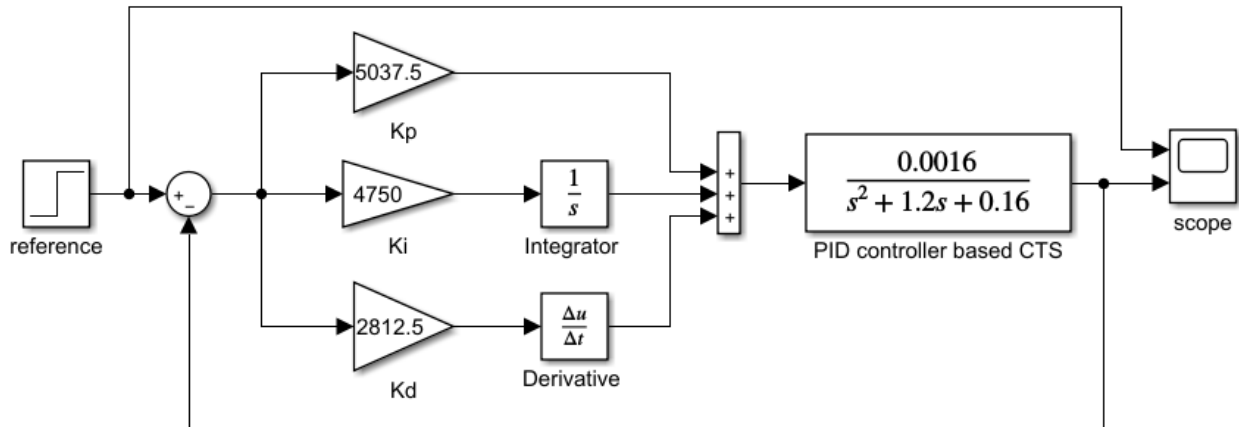 5037.5
Kp
reference
+
−
4750
Ki
1
s
Integrator
2812.5
Kd
Δu
Δt
Derivative
+
+
+
0.0016
s² + 1.2s + 0.16
PID controller based CTS
scope